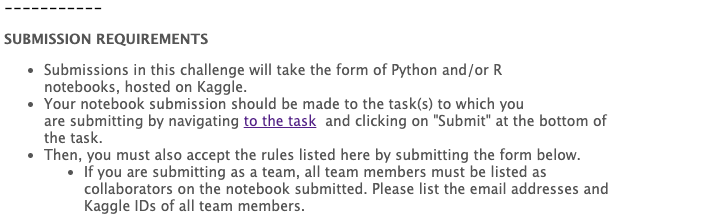 -----------
SUBMISSION REQUIREMENTS
• Submissions in this challenge will take the form of Python and/or R
notebooks, hosted on Kaggle.
• Your notebook submission should be made to the task(s) to which you
are submitting by navigating to the task  and clicking on "Submit" at the bottom of
the task.
• Then, you must also accept the rules listed here by submitting the form below.
• If you are submitting as a team, all team members must be listed as
collaborators on the notebook submitted. Please list the email addresses and
Kaggle IDs of all team members.